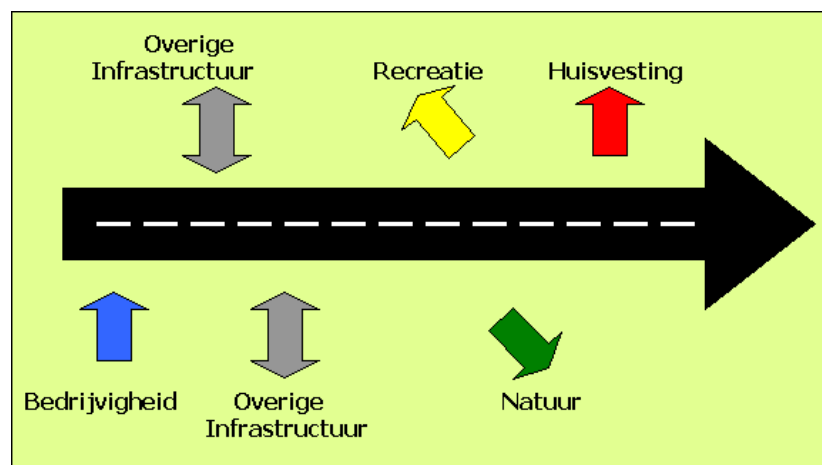 Overige
Infrastructuur
Recreatie
Huisvesting
Bedrijvigheid
Overige
Infrastructuur
Natuur